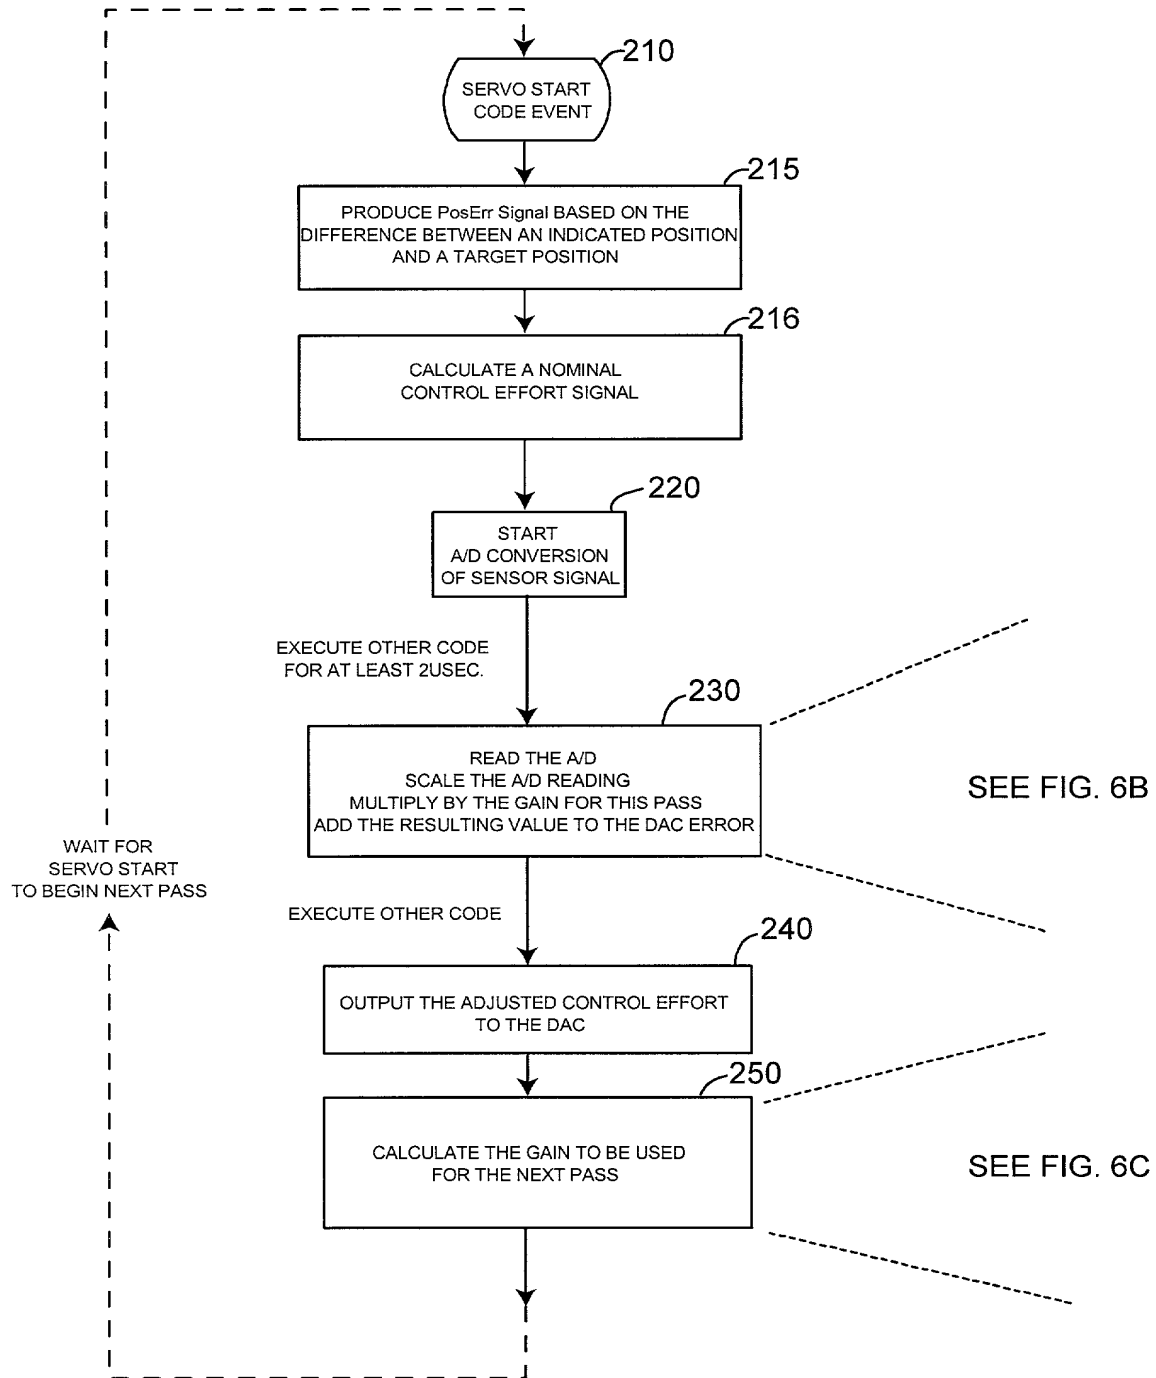 210
SERVO START
CODE EVENT
215
PRODUCE PosErr Signal BASED ON THE
DIFFERENCE BETWEEN AN INDICATED POSITION
AND A TARGET POSITION
216
CALCULATE A NOMINAL
CONTROL EFFORT SIGNAL
220
START
A/D CONVERSION
OF SENSOR SIGNAL
EXECUTE OTHER CODE
FOR AT LEAST 2USEC.
230
READ THE A/D
SCALE THE A/D READING
MULTIPLY BY THE GAIN FOR THIS PASS
ADD THE RESULTING VALUE TO THE DAC ERROR
SEE FIG. 6B
WAIT FOR
SERVO START
TO BEGIN NEXT PASS
EXECUTE OTHER CODE
240
OUTPUT THE ADJUSTED CONTROL EFFORT
TO THE DAC
250
CALCULATE THE GAIN TO BE USED
FOR THE NEXT PASS
SEE FIG. 6C